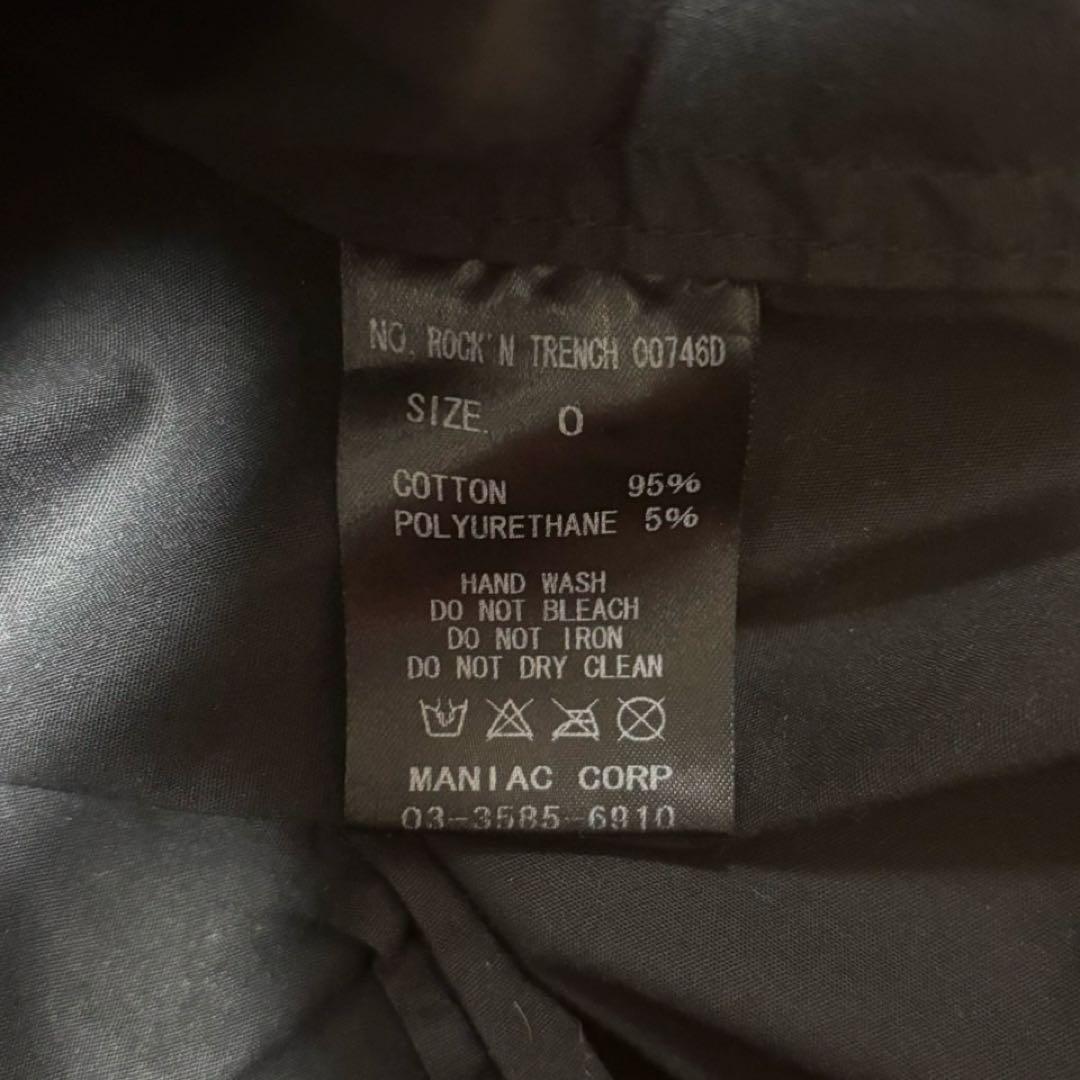 NO. ROCK'N TRENCH 00746D
SIZE. 0
COTTON 95%
POLYURETHANE 5%
HAND WASH
DO NOT BLEACH
DO NOT IRON
DO NOT DRY CLEAN
MANIAC CORP
03-3585-6910